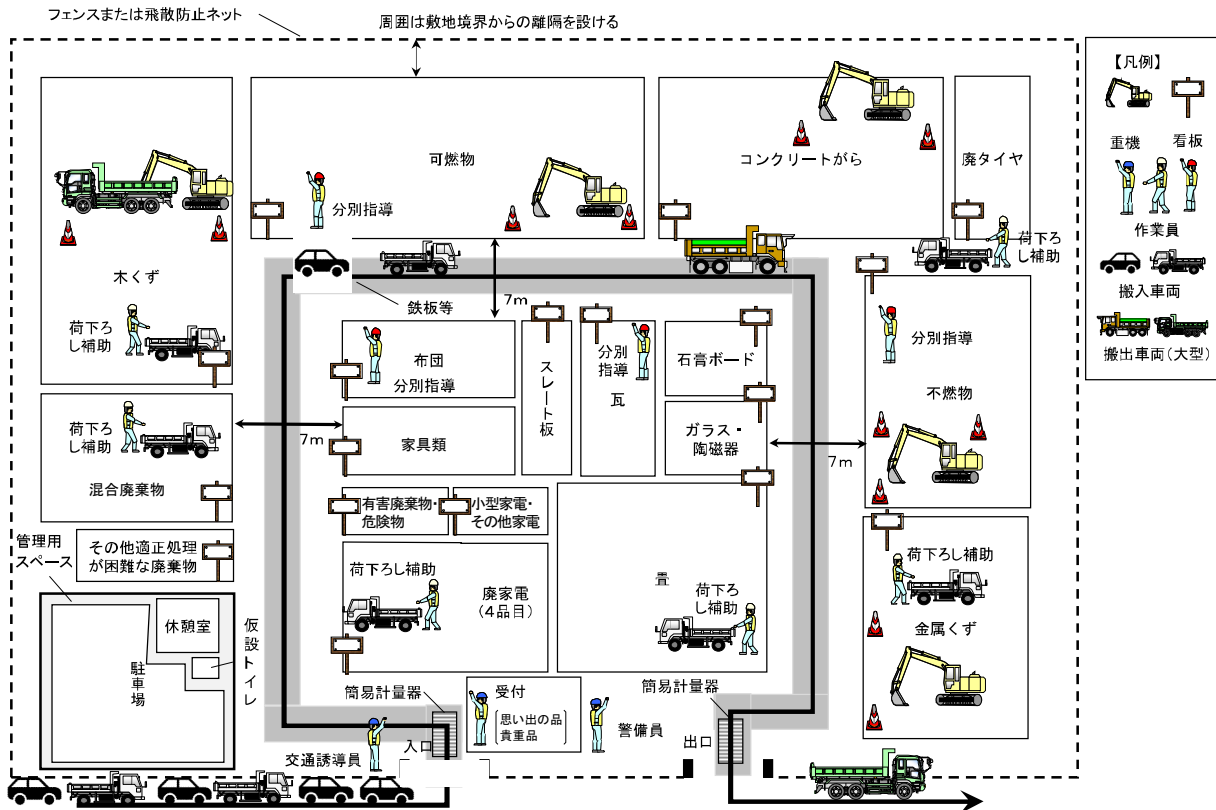 フェンスまたは飛散防止ネット
周囲は敷地境界からの離隔を設ける
【凡例】
重機
看板
作業員
搬入車両
搬出車両(大型)
可燃物
分別指導
コンクリートがら
廃タイヤ
荷下ろ
し補助
木くず
荷下ろ
し補助
7m
鉄板等
布団
分別指導
スレート板
分別
指導
瓦
石膏ボード
分別指導
不燃物
荷下ろ
し補助
混合廃棄物
7m
家具類
ガラス・
陶磁器
7m
有害廃棄物・
危険物
小型家電・
その他家電
管理用
スペース
その他適正処理
が困難な廃棄物
荷下ろし補助
廃家電
(4品目)
畳
荷下ろ
し補助
荷下ろし補助
金属くず
休憩室
仮設トイレ
駐車場
簡易計量器
受付
思い出の品
貴重品
簡易計量器
入口
警備員
出口
交通誘導員